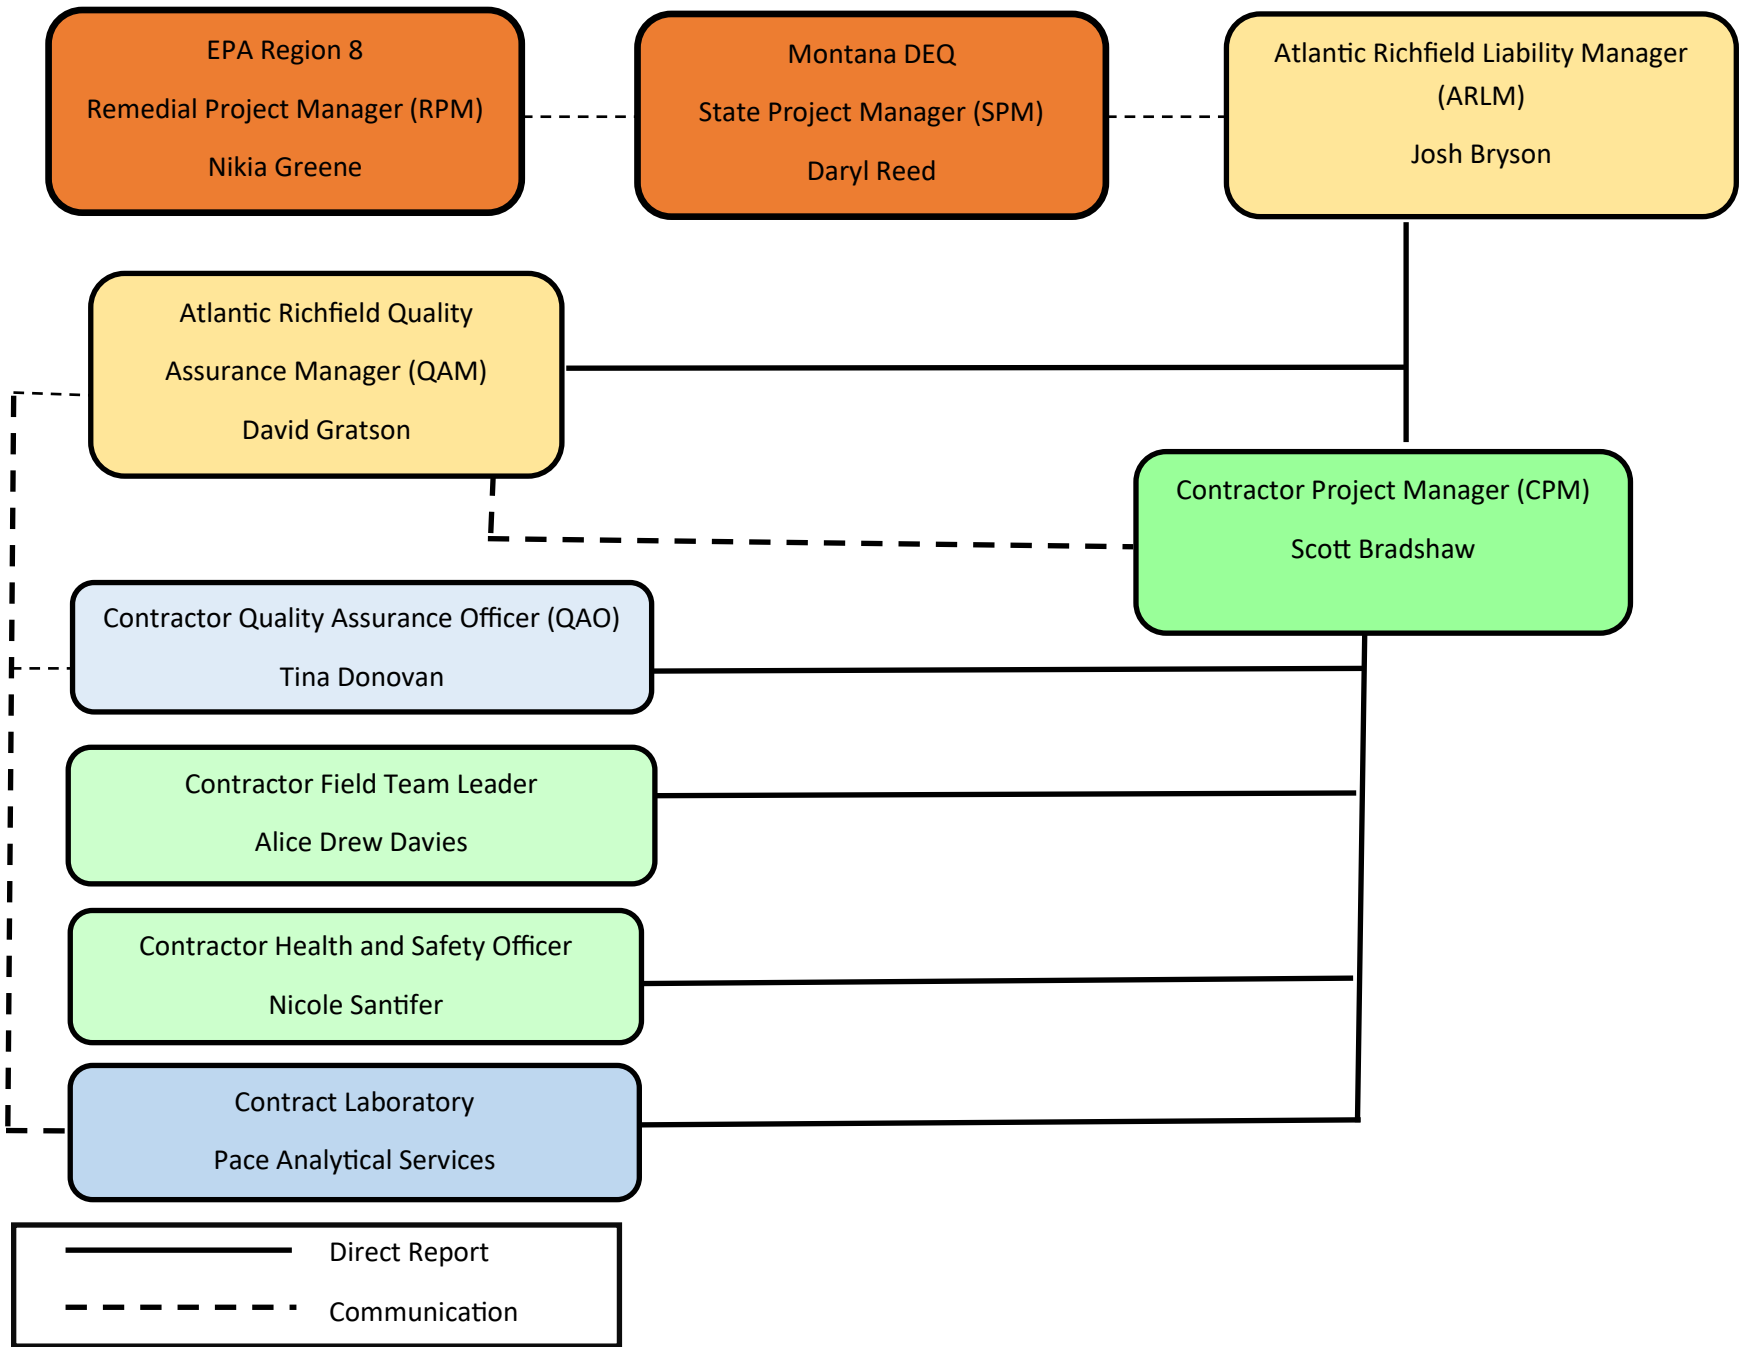 EPA Region 8
Remedial Project Manager (RPM)
Nikia Greene
Montana DEQ
State Project Manager (SPM)
Daryl Reed
Atlantic Richfield Liability Manager
(ARLM)
Josh Bryson
Atlantic Richfield Quality
Assurance Manager (QAM)
David Gratson
Contractor Project Manager (CPM)
Scott Bradshaw
Contractor Quality Assurance Officer (QAO)
Tina Donovan
Contractor Field Team Leader
Alice Drew Davies
Contractor Health and Safety Officer
Nicole Santifer
Contract Laboratory
Pace Analytical Services
Direct Report
Communication